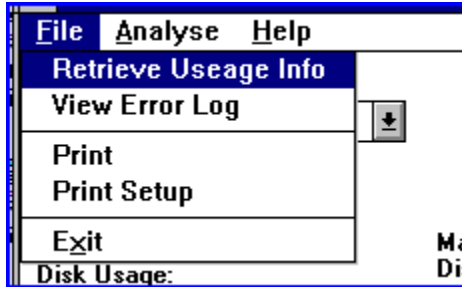 File Analyse Help
Retrieve Useage Info
View Error Log
Print
Print Setup
Exit
Disk Usage: